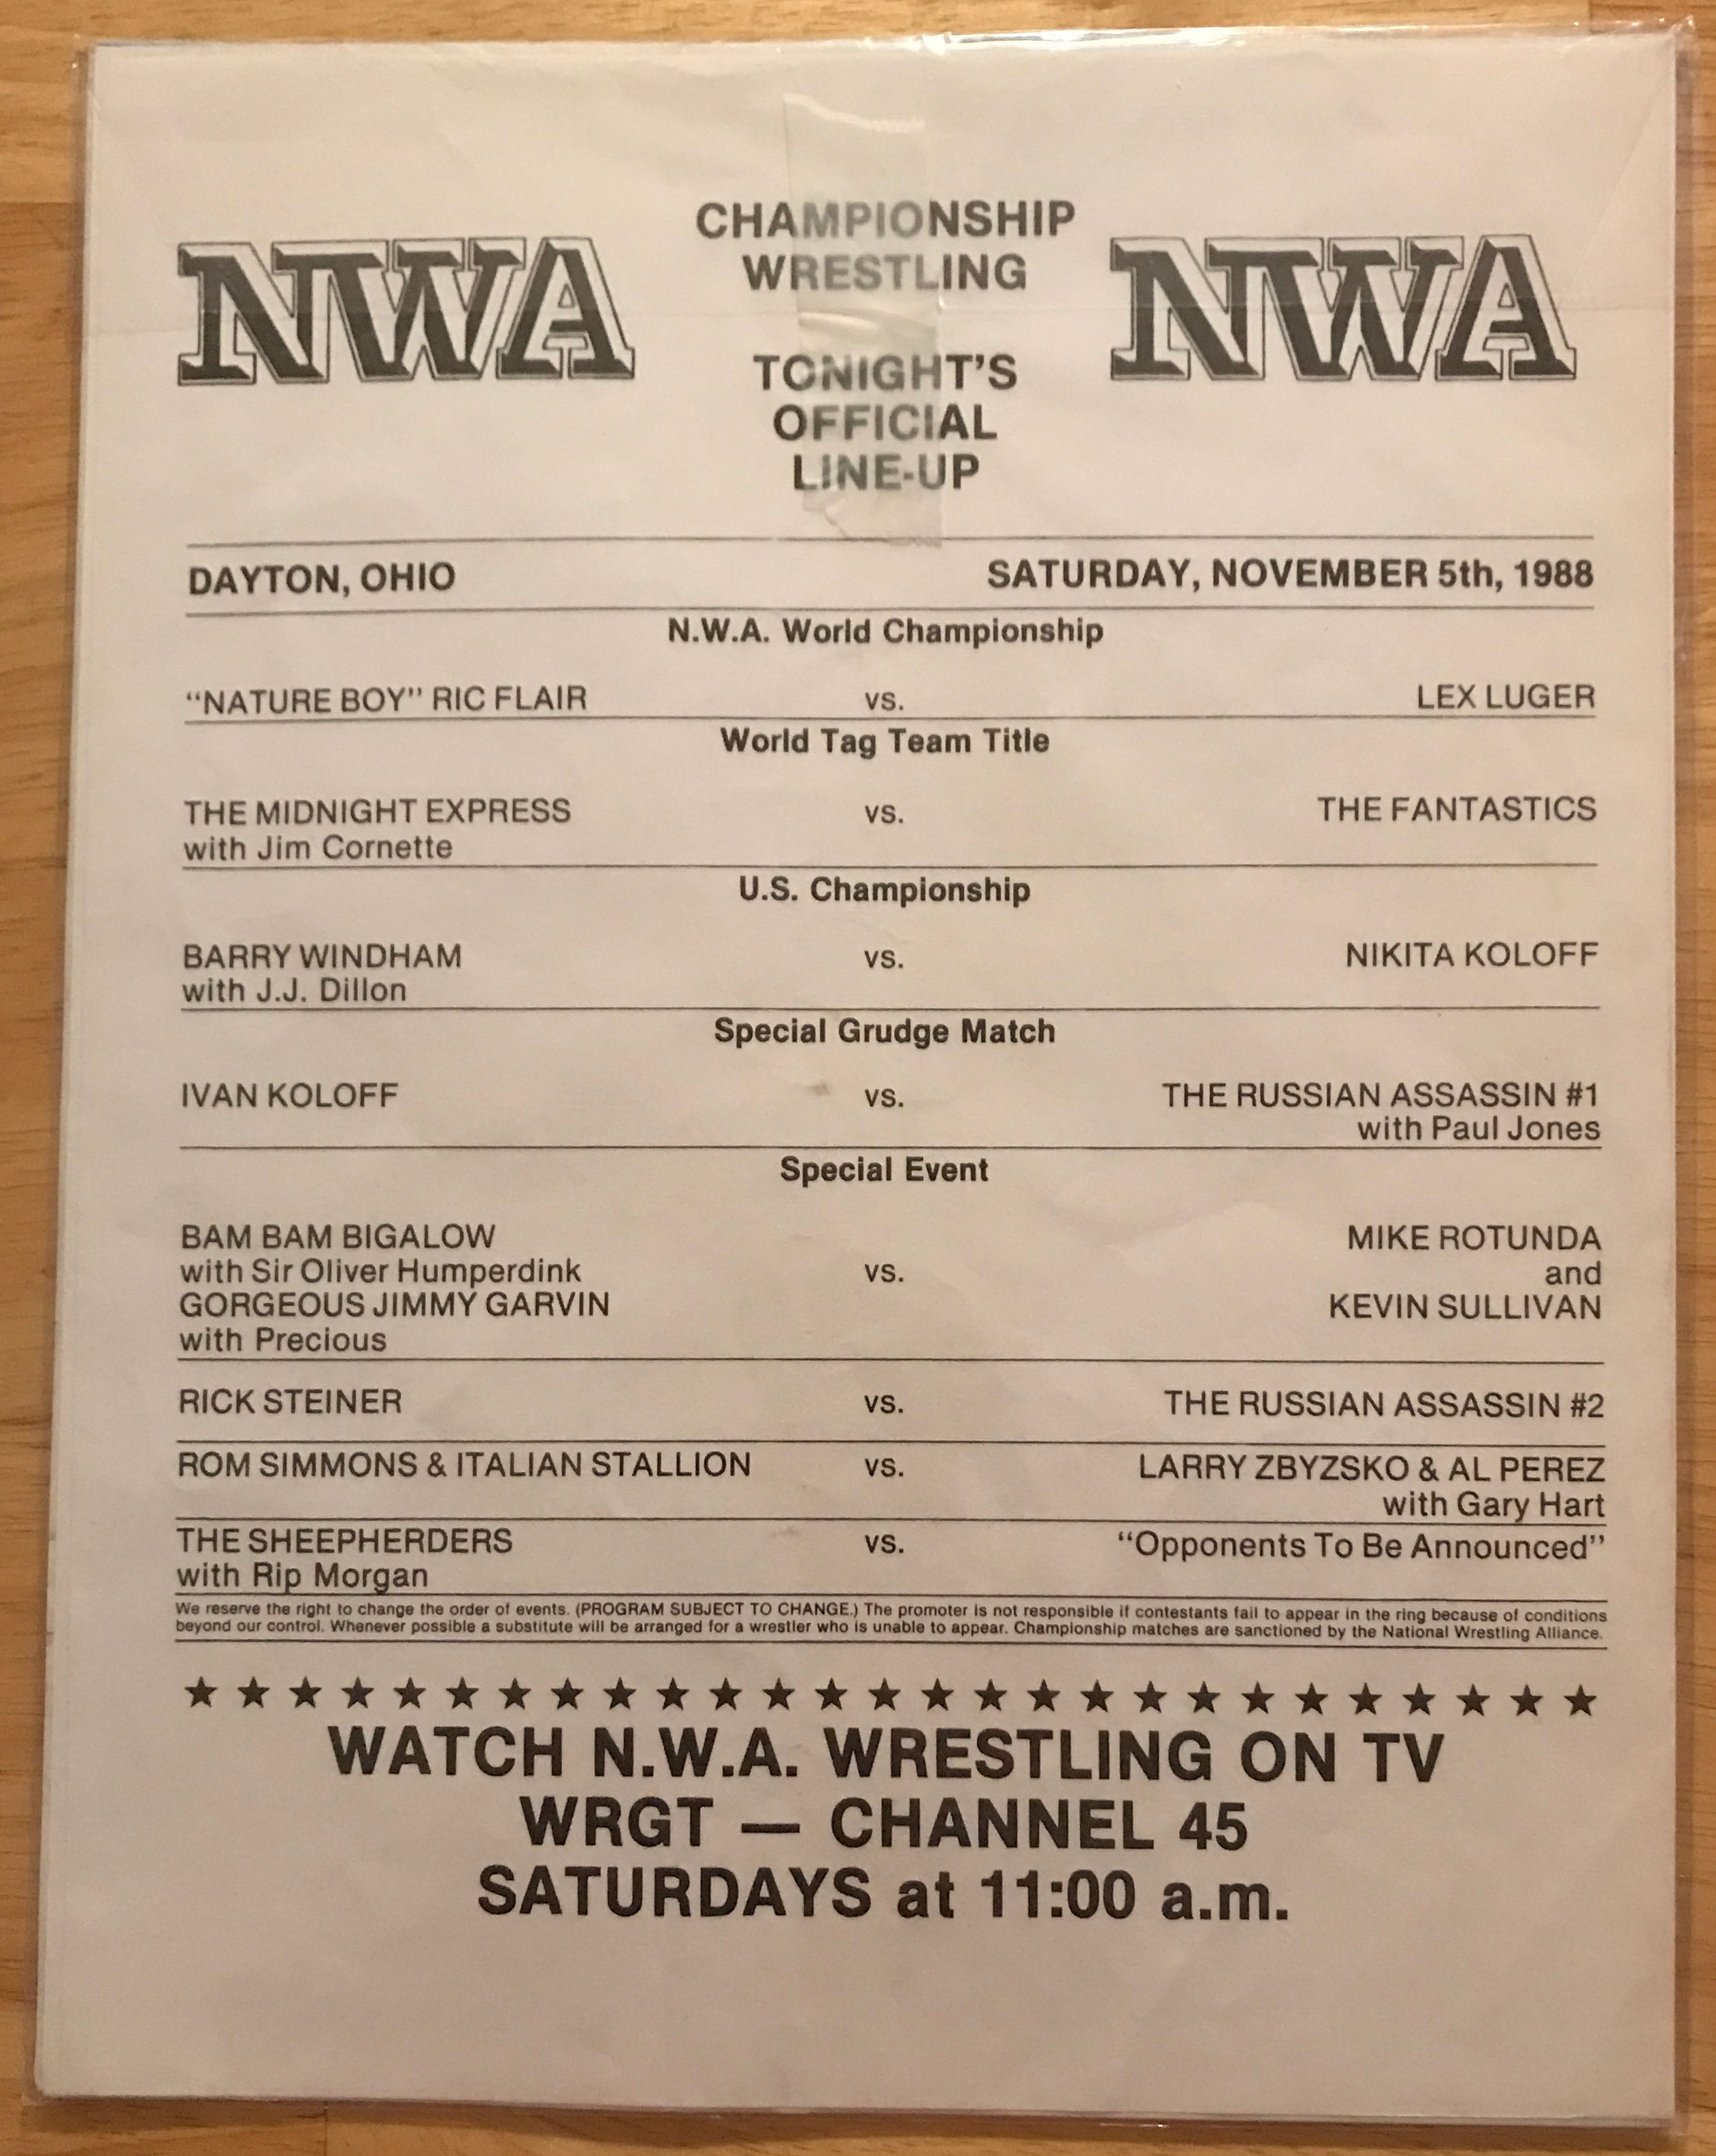 CHAMPIONSHIP
WRESTLING
NWA NWA
TONIGHT'S
OFFICIAL
LINE-UP
DAYTON, OHIO SATURDAY, NOVEMBER 5th, 1988
N.W.A. World Championship
“NATURE BOY” RIC FLAIR vs. LEX LUGER
World Tag Team Title
THE MIDNIGHT EXPRESS vs. THE FANTASTICS
with Jim Cornette
U.S. Championship
BARRY WINDHAM vs. NIKITA KOLOFF
with J.J. Dillon
Special Grudge Match
IVAN KOLOFF vs. THE RUSSIAN ASSASSIN #1
with Paul Jones
Special Event
BAM BAM BIGALOW MIKE ROTUNDA
with Sir Oliver Humperdink vs. and
GORGEOUS JIMMY GARVIN KEVIN SULLIVAN
with Precious
RICK STEINER vs. THE RUSSIAN ASSASSIN #2
ROM SIMMONS & ITALIAN STALLION vs. LARRY ZBYZSKO & AL PEREZ
with Gary Hart
THE SHEEPHERDERS vs. “Opponents To Be Announced”
with Rip Morgan
We reserve the right to change the order of events. (PROGRAM SUBJECT TO CHANGE.) The promoter is not responsible if contestants fail to appear in the ring because of conditions
beyond our control. Whenever possible a substitute will be arranged for a wrestler who is unable to appear. Championship matches are sanctioned by the National Wrestling Alliance.
WATCH N.W.A. WRESTLING ON TV
WRGT — CHANNEL 45
SATURDAYS at 11:00 a.m.